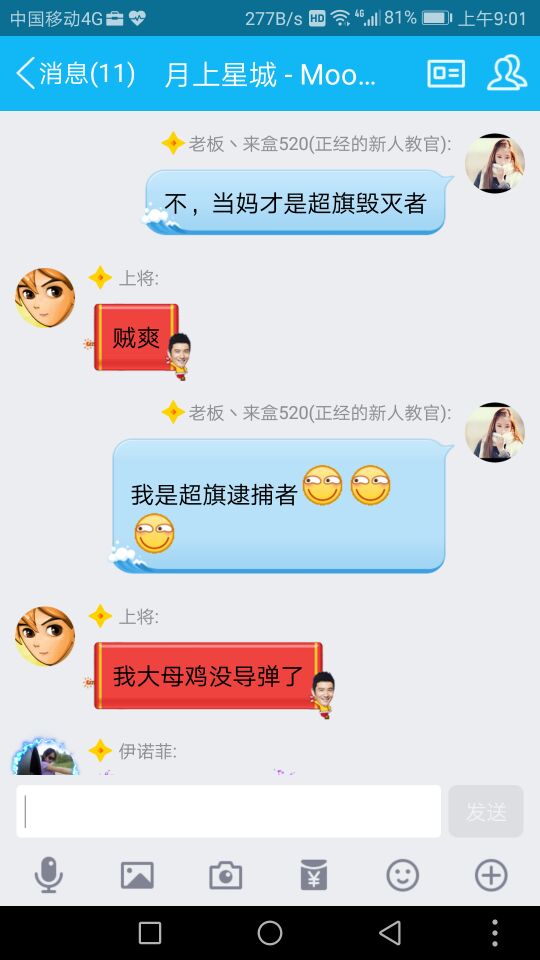 中国移动4G 277B/s HD 4G 81% 上午9:01
消息(11) 月上星城 - Moo...
老板丶来盒520(正经的新人教官):
不，当妈才是超旗毁灭者
上将:
贼爽
老板丶来盒520(正经的新人教官):
我是超旗逮捕者
上将:
我大母鸡没导弹了
伊诺菲:
发送